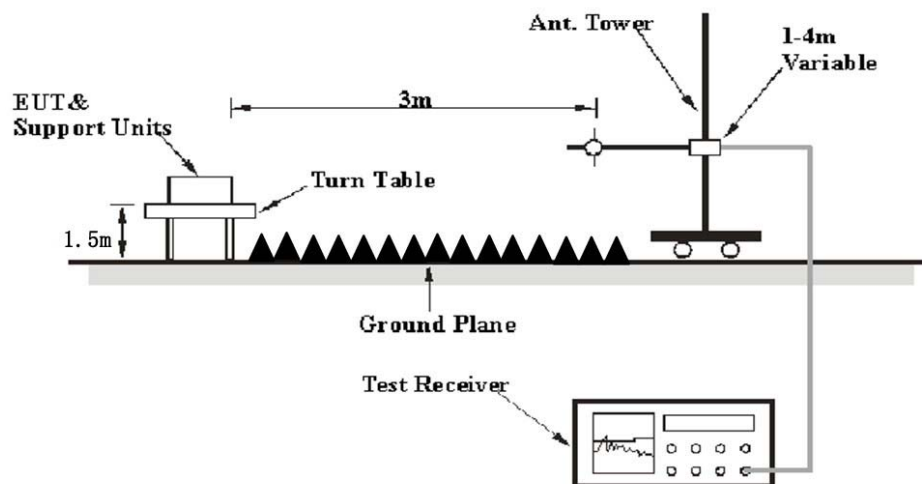 Ant. Tower
1-4m
Variable
3m
EUT&
Support Units
Turn Table
1.5m
Ground Plane
Test Receiver